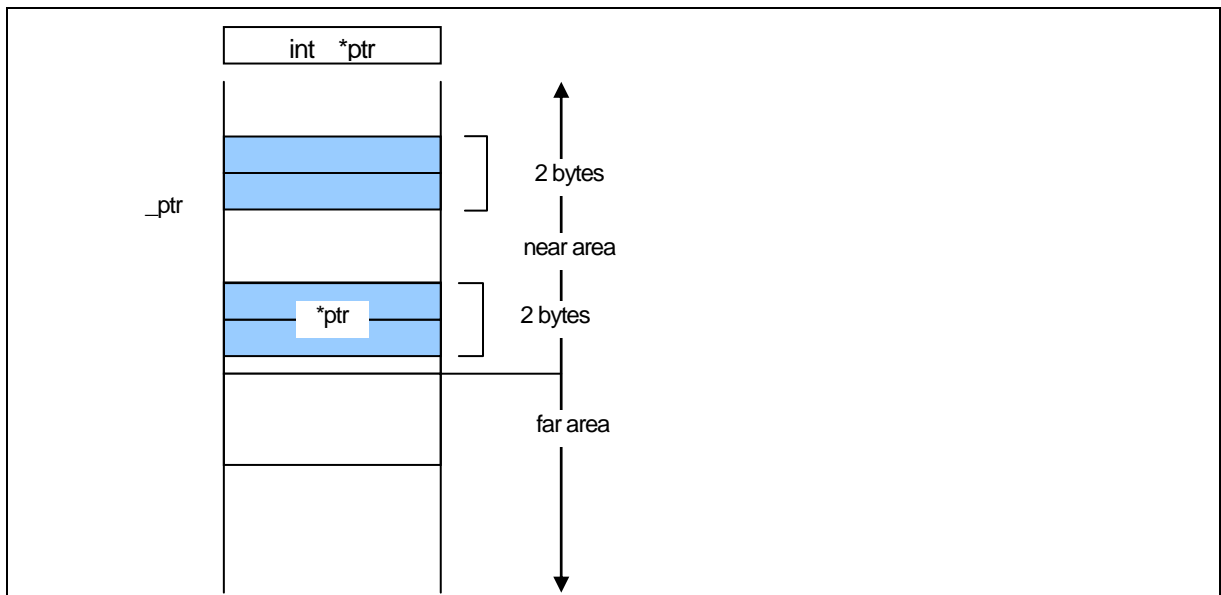 int *ptr
2 bytes
_ptr
near area
*ptr
2 bytes
far area